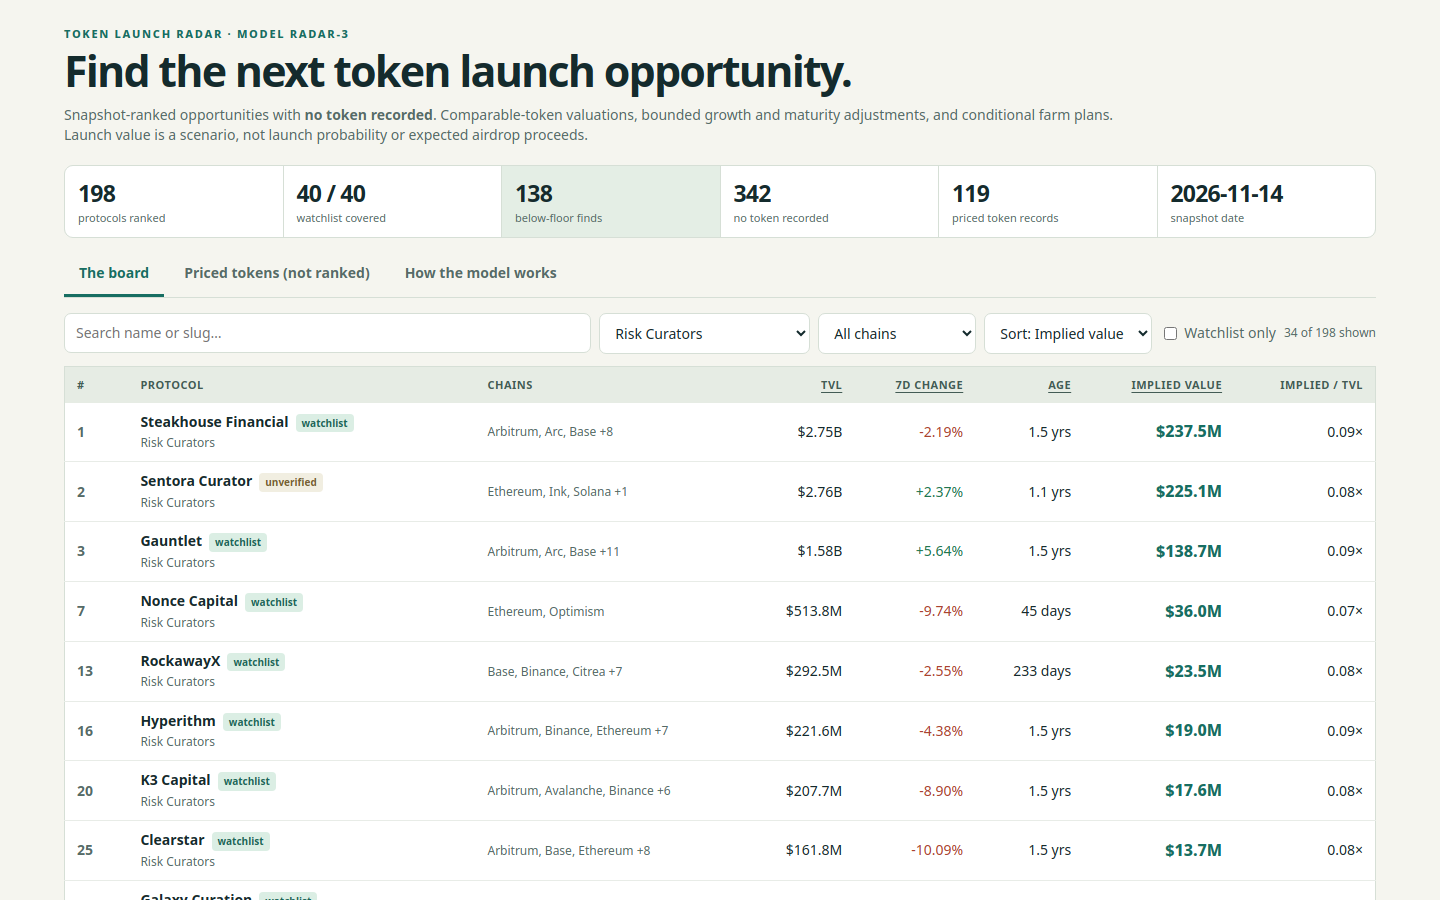 TOKEN LAUNCH RADAR · MODEL RADAR-3
Find the next token launch opportunity.
Snapshot-ranked opportunities with no token recorded. Comparable-token valuations, bounded growth and maturity adjustments, and conditional farm plans.
Launch value is a scenario, not launch probability or expected airdrop proceeds.
198 40 / 40 138 342 119 2026-11-14
protocols ranked watchlist covered below-floor finds no token recorded priced token records snapshot date
The board Priced tokens (not ranked) How the model works
Search name or slug... Risk Curators All chains Sort: Implied value Watchlist only 34 of 198 shown
# PROTOCOL CHAINS TVL 7D CHANGE AGE IMPLIED VALUE IMPLIED / TVL
1 Steakhouse Financial watchlist Arbitrum, Arc, Base +8 $2.75B -2.19% 1.5 yrs $237.5M 0.09×
Risk Curators
2 Sentora Curator unverified Ethereum, Ink, Solana +1 $2.76B +2.37% 1.1 yrs $225.1M 0.08×
Risk Curators
3 Gauntlet watchlist Arbitrum, Arc, Base +11 $1.58B +5.64% 1.5 yrs $138.7M 0.09×
Risk Curators
7 Nonce Capital watchlist Ethereum, Optimism $513.8M -9.74% 45 days $36.0M 0.07×
Risk Curators
13 RockawayX watchlist Base, Binance, Citrea +7 $292.5M -2.55% 233 days $23.5M 0.08×
Risk Curators
16 Hyperithm watchlist Arbitrum, Binance, Ethereum +7 $221.6M -4.38% 1.5 yrs $19.0M 0.09×
Risk Curators
20 K3 Capital watchlist Arbitrum, Avalanche, Binance +6 $207.7M -8.90% 1.5 yrs $17.6M 0.08×
Risk Curators
25 Clearstar watchlist Arbitrum, Base, Ethereum +8 $161.8M -10.09% 1.5 yrs $13.7M 0.08×
Risk Curators
Galaxy Curation watchlist